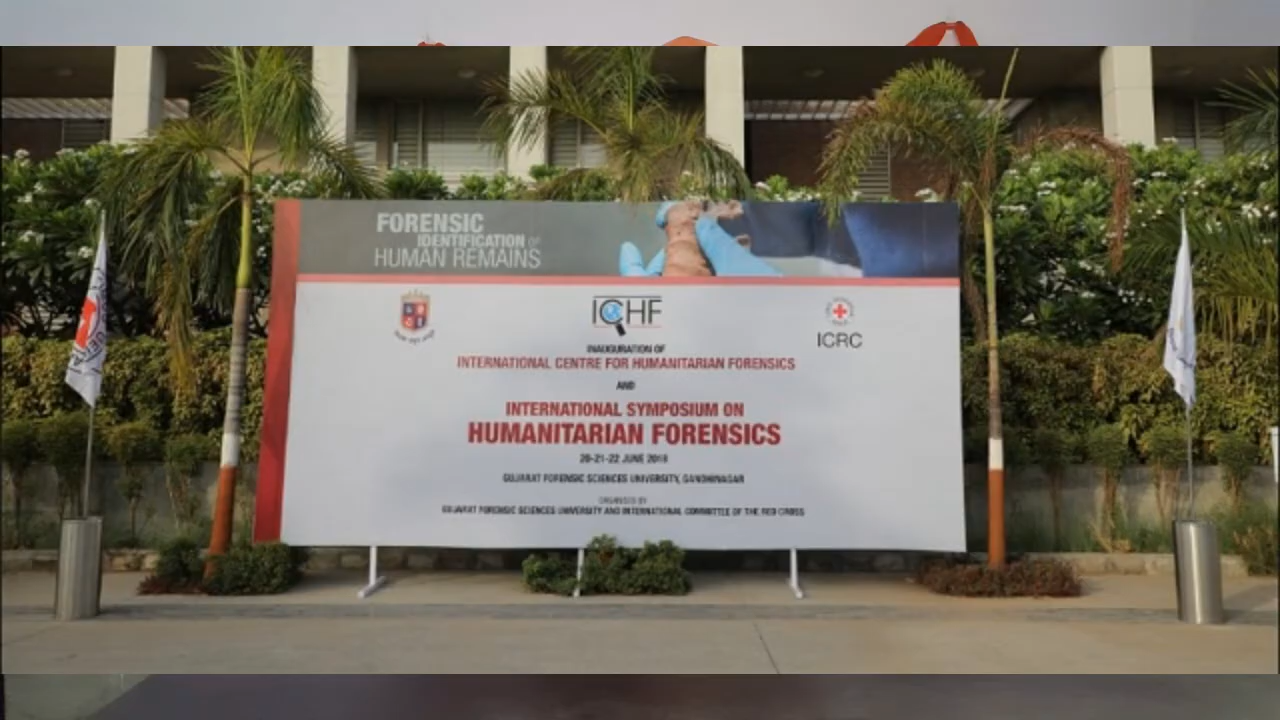 FORENSIC
IDENTIFICATION OF
HUMAN REMAINS
ICHF
ICRC
INAUGURATION OF
INTERNATIONAL CENTRE FOR HUMANITARIAN FORENSICS
AND
INTERNATIONAL SYMPOSIUM ON
HUMANITARIAN FORENSICS
20-21-22 JUNE 2018
GUJARAT FORENSIC SCIENCES UNIVERSITY, GANDHINAGAR
ORGANISED BY
GUJARAT FORENSIC SCIENCES UNIVERSITY AND INTERNATIONAL COMMITTEE OF THE RED CROSS